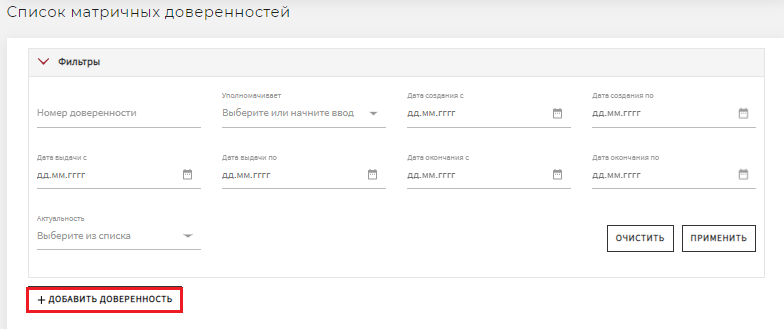 Список матричных доверенностей
Фильтры
Номер доверенности
Уполномачивает
Выберите или начните ввод
Дата создания с
дд.мм.гггг
Дата создания по
дд.мм.гггг
Дата выдачи с
дд.мм.гггг
Дата выдачи по
дд.мм.гггг
Дата окончания с
дд.мм.гггг
Дата окончания по
дд.мм.гггг
Актуальность
Выберите из списка
ОЧИСТИТЬ
ПРИМЕНИТЬ
+ ДОБАВИТЬ ДОВЕРЕННОСТЬ